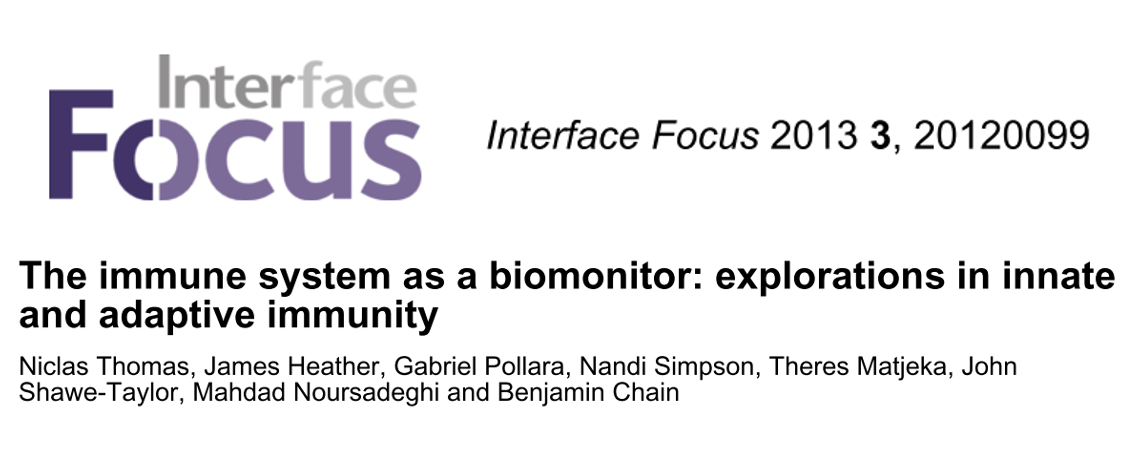 Interface
Focus
Interface Focus 2013 3, 20120099
The immune system as a biomonitor: explorations in innate
and adaptive immunity
Niclas Thomas, James Heather, Gabriel Pollara, Nandi Simpson, Theres Matjeka, John
Shawe-Taylor, Mahdad Noursadeghi and Benjamin Chain